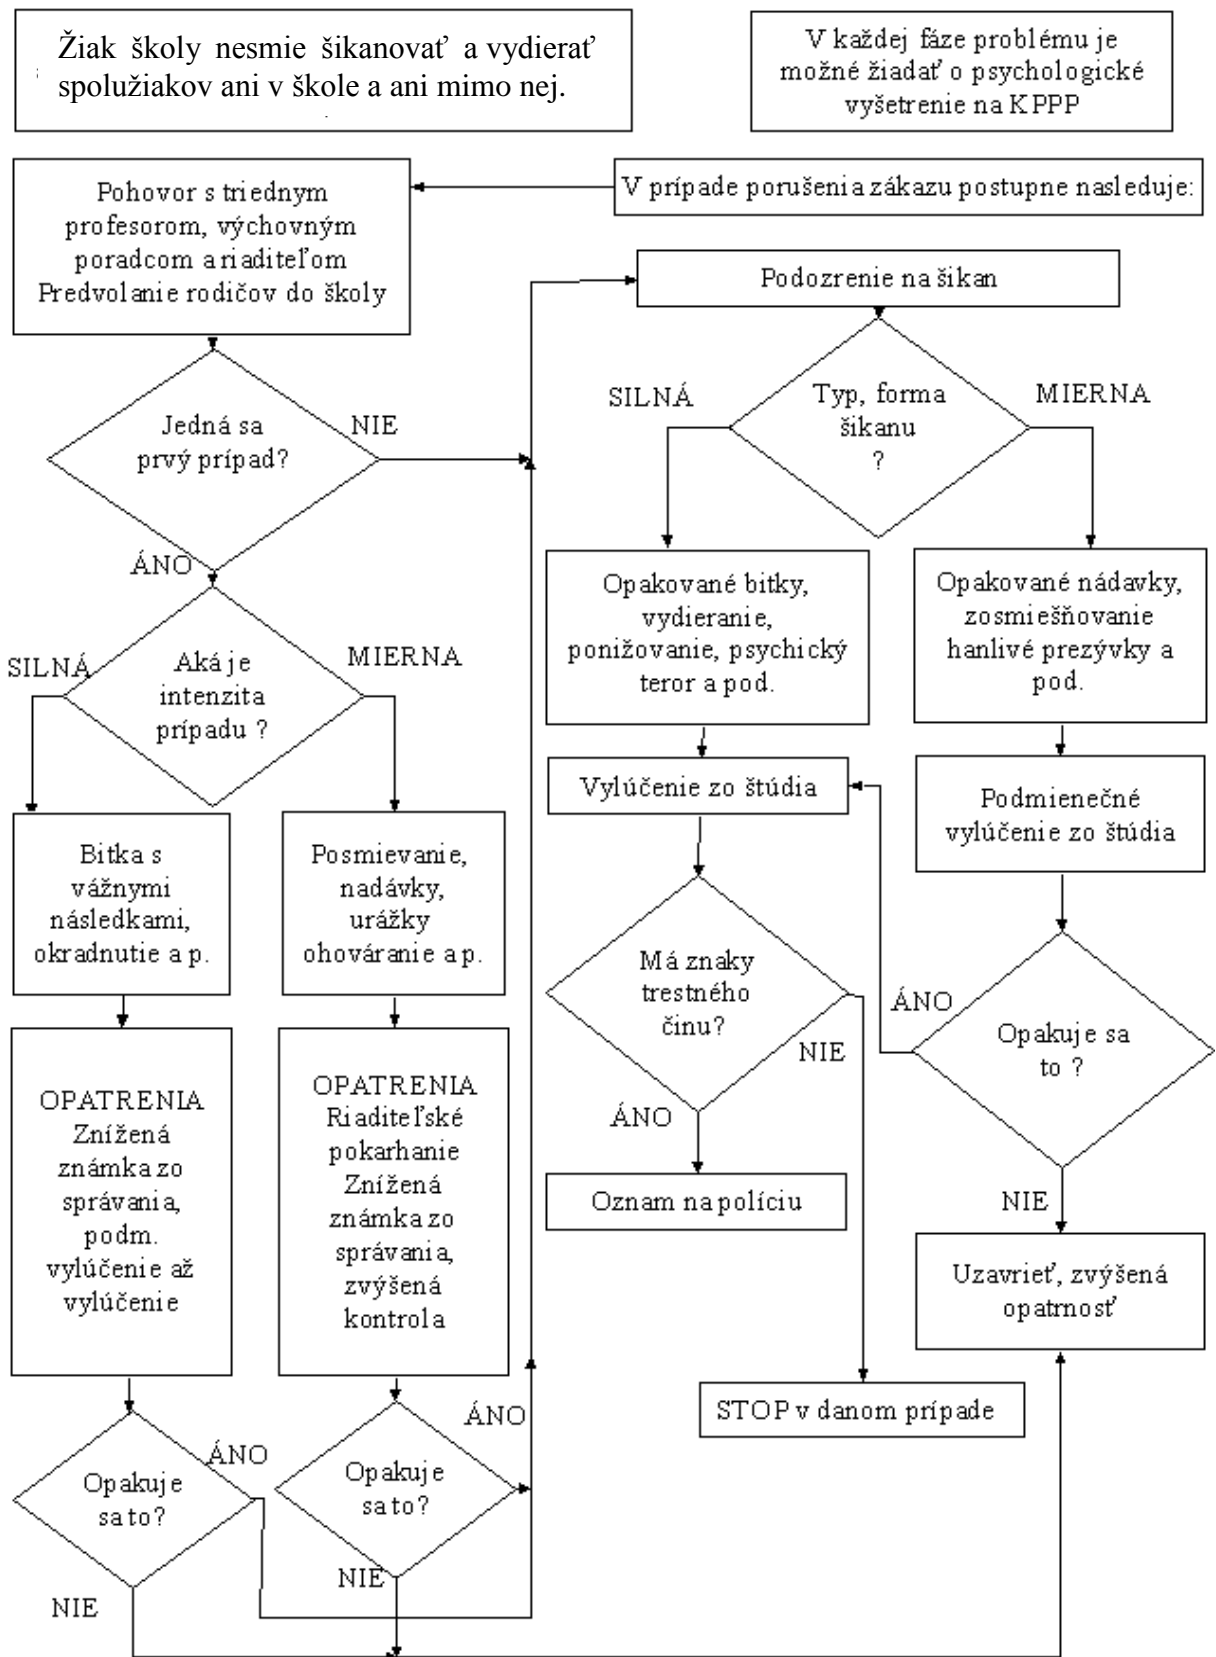 Žiak školy nesmie šikanovať a vydierať
spolužiakov ani v škole a ani mimo nej.
V každej fáze problému je
možné žiadať o psychologické
vyšetrenie na KPPP
V prípade porušenia zákazu postupne nasleduje:
Pohovor s triednym
profesorom, výchovným
poradcom a riaditeľom
Predvolanie rodičov do školy
Podozrenie na šikan
Jedná sa
prvý prípad?
NIE
ÁNO
Typ, forma
šikanu
?
SILNÁ
MIERNA
Aká je
intenzita
prípadu ?
SILNÁ
MIERNA
Opakované bitky,
vydieranie,
ponižovanie, psychický
teror a pod.
Opakované nádavky,
zosmiešňovanie
hanlivé prezývky a
pod.
Bitka s
vážnymi
následkami,
okradnutie a p.
Posmievanie,
nadávky,
urážky
ohováranie a p.
Vylúčenie zo štúdia
Podmienečné
vylúčenie zo štúdia
Má znaky
trestného
činu?
NIE
ÁNO
Opakuje sa
to ?
ÁNO
NIE
OPATRENIA
Znížená
známka zo
správania,
podm.
vylúčenie až
vylúčenie
OPATRENIA
Riaditeľské
pokarhanie
Znížená
známka zo
správania,
zvýšená
kontrola
Oznam na políciu
Uzavrieť, zvýšená
opatrnosť
STOP v danom prípade
Opakuje
sa to?
ÁNO
NIE
Opakuje
sa to?
ÁNO
NIE